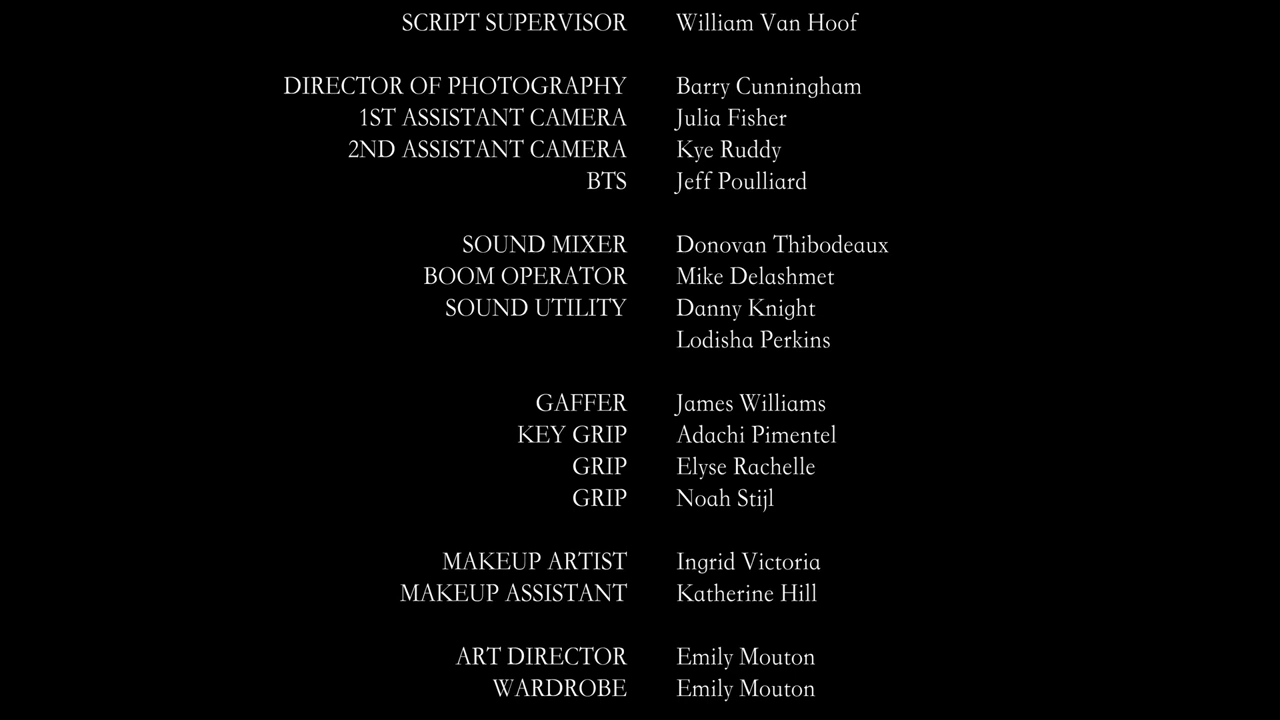 SCRIPT SUPERVISOR William Van Hoof
DIRECTOR OF PHOTOGRAPHY Barry Cunningham
1ST ASSISTANT CAMERA Julia Fisher
2ND ASSISTANT CAMERA Kye Ruddy
BTS Jeff Poulliard
SOUND MIXER Donovan Thibodeaux
BOOM OPERATOR Mike Delashmet
SOUND UTILITY Danny Knight
Lodisha Perkins
GAFFER James Williams
KEY GRIP Adachi Pimentel
GRIP Elyse Rachelle
GRIP Noah Stijl
MAKEUP ARTIST Ingrid Victoria
MAKEUP ASSISTANT Katherine Hill
ART DIRECTOR Emily Mouton
WARDROBE Emily Mouton